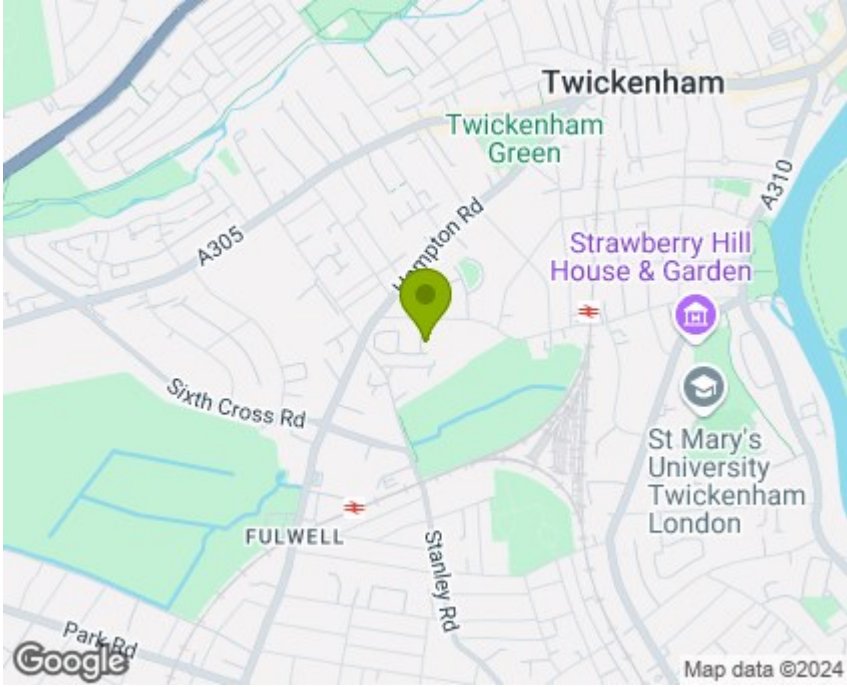 Twickenham
Twickenham
Green
A310
A305
Hampton Rd
Strawberry Hill
House & Garden
Sixth Cross Rd
St Mary's
University
Twickenham
London
FULWELL
Stanley Rd
Park Rd
Google
Map data ©2024